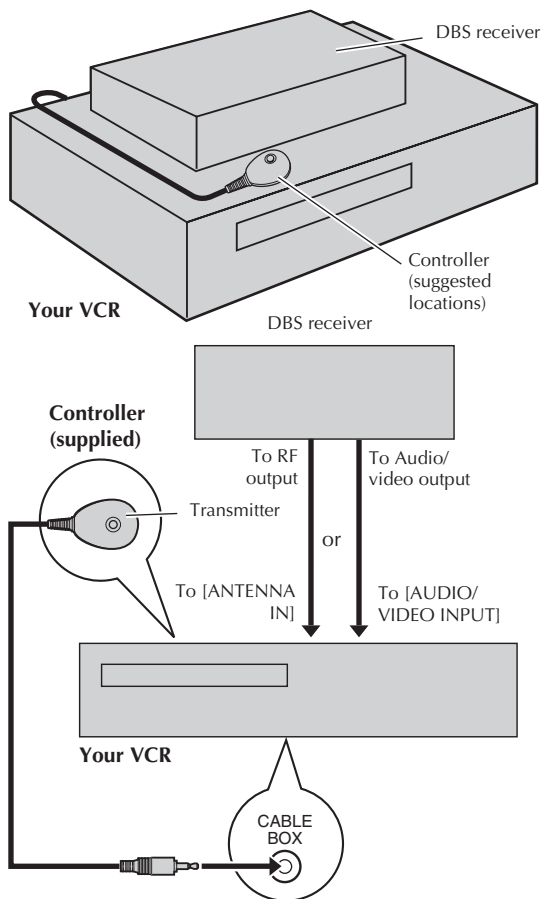 DBS receiver
Controller
(suggested
locations)
Your VCR
DBS receiver
Controller
(supplied)
To RF
output
To Audio/
video output
Transmitter
or
To [ANTENNA
IN]
To [AUDIO/
VIDEO INPUT]
Your VCR
CABLE
BOX